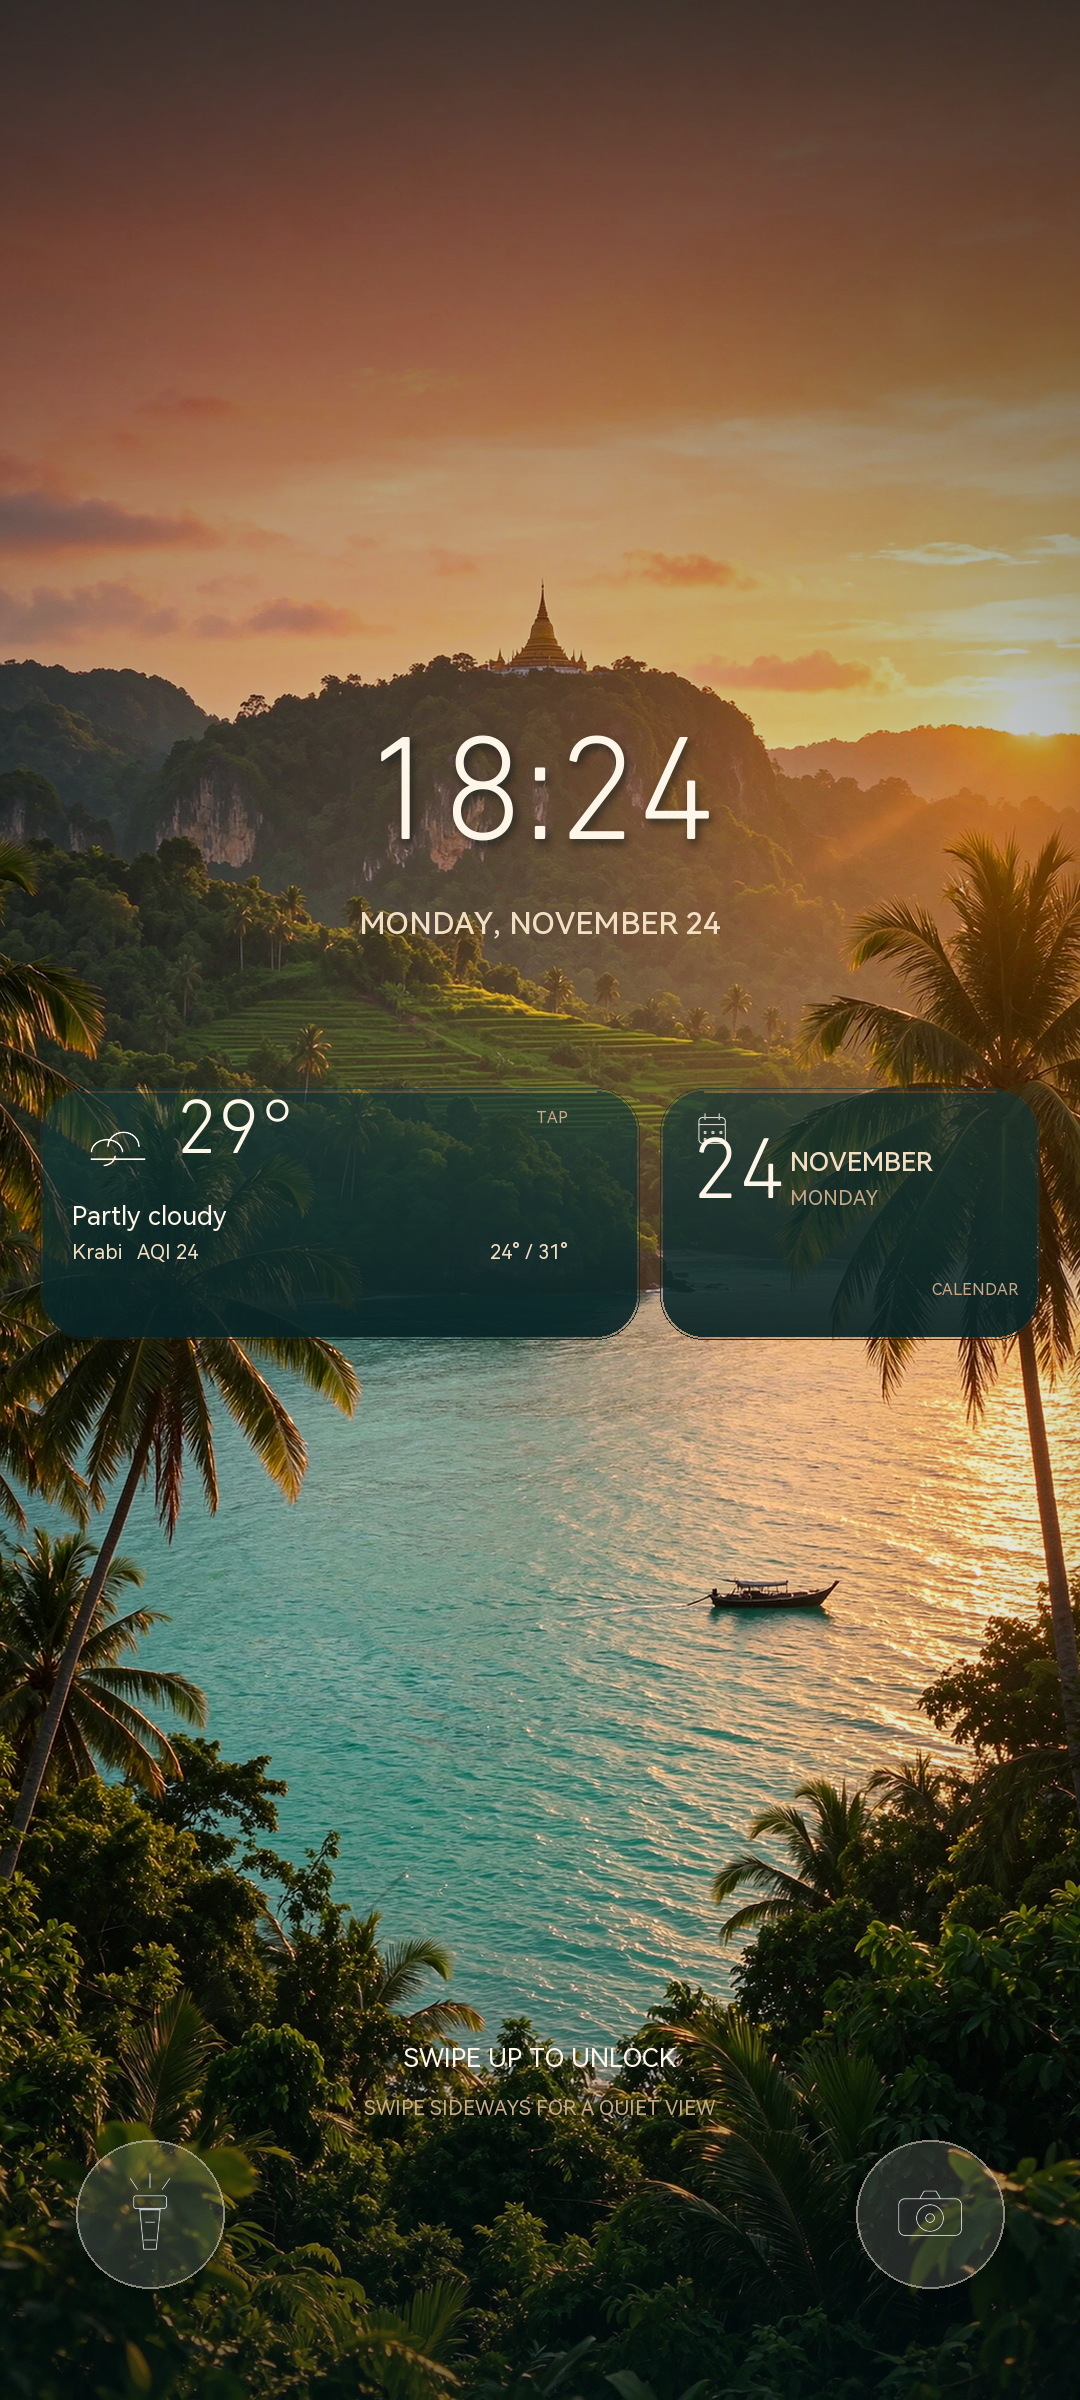 18:24
MONDAY, NOVEMBER 24
29°
TAP
Partly cloudy
Krabi AQI 24
24° / 31°
24
NOVEMBER
MONDAY
CALENDAR
SWIPE UP TO UNLOCK
SWIPE SIDEWAYS FOR A QUIET VIEW